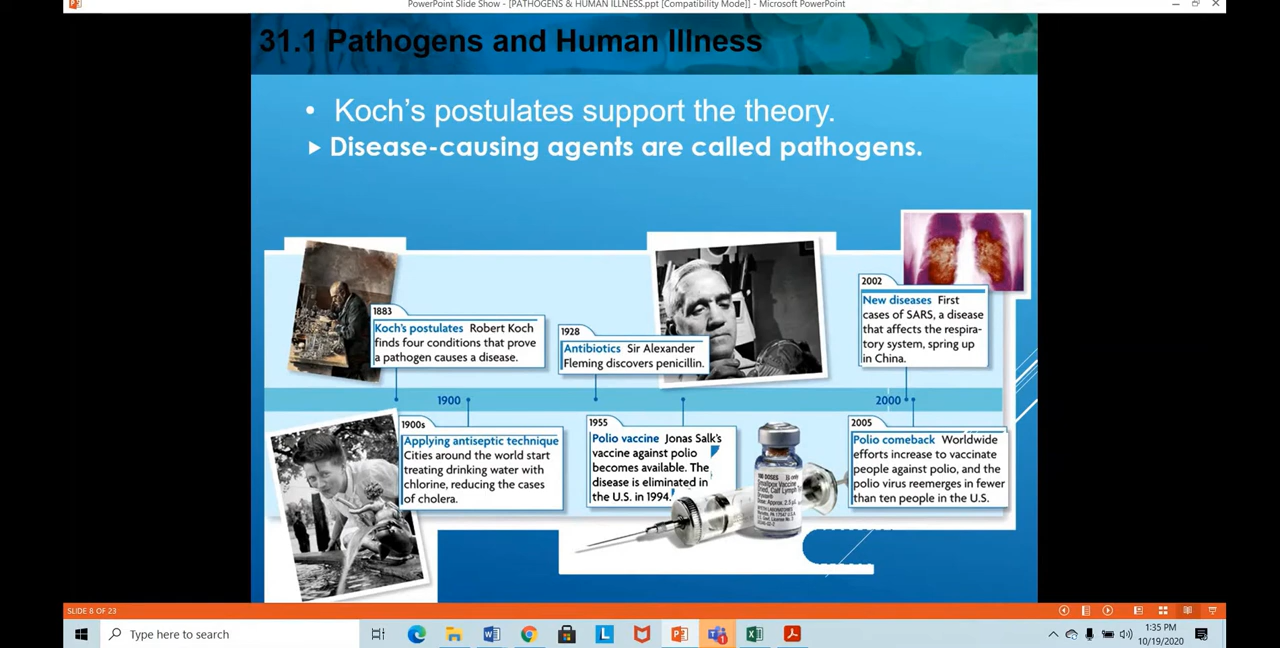 PowerPoint Slide Show - [PATHOGENS & HUMAN ILLNESS.ppt [Compatibility Mode]] - Microsoft PowerPoint
31.1 Pathogens and Human Illness
• Koch's postulates support the theory.
Disease-causing agents are called pathogens.
1883
Koch's postulates Robert Koch
finds four conditions that prove
a pathogen causes a disease.
1928
Antibiotics Sir Alexander
Fleming discovers penicillin.
2002
New diseases First
cases of SARS, a disease
that affects the respira-
tory system, spring up
in China.
1900
2000
1900s
Applying antiseptic technique
Cities around the world start
treating drinking water with
chlorine, reducing the cases
of cholera.
1955
Polio vaccine Jonas Salk's
vaccine against polio
becomes available. The
disease is eliminated in
the U.S. in 1994.
2005
Polio comeback Worldwide
efforts increase to vaccinate
people against polio, and the
polio virus reemerges in fewer
than ten people in the U.S.
SLIDE 8 OF 23
Type here to search
1:35 PM
10/19/2020